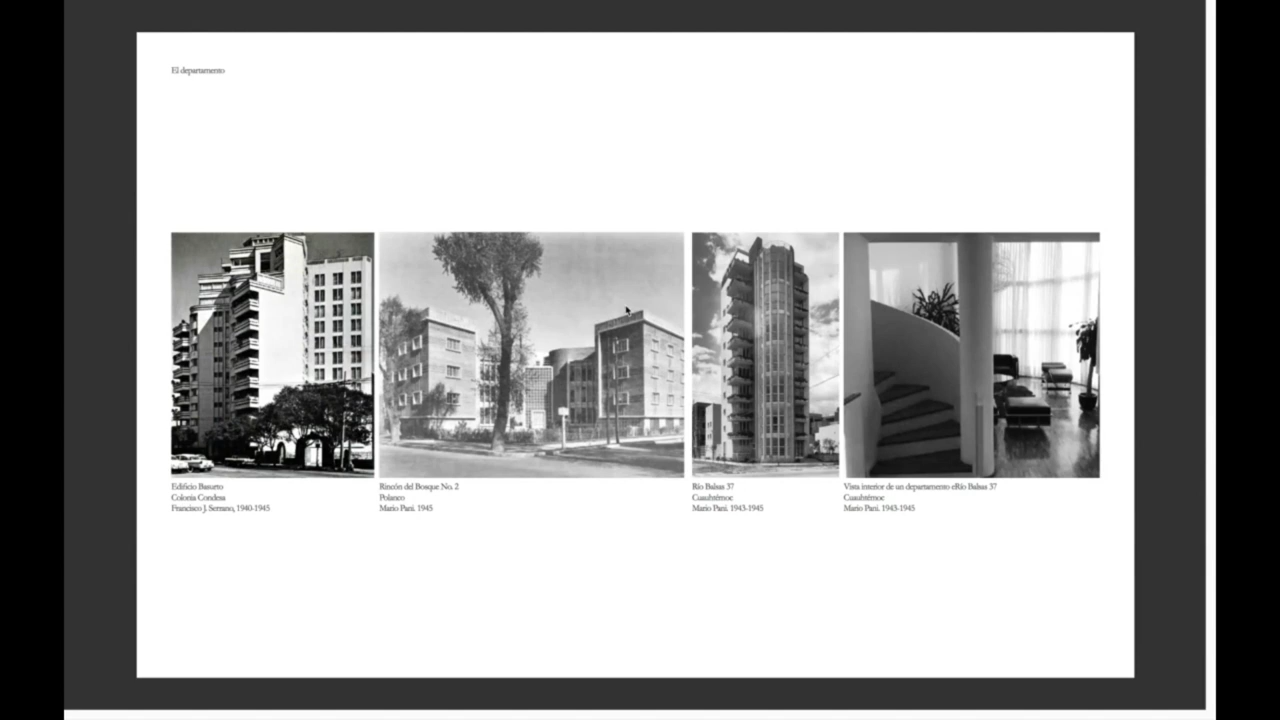 El departamento
Edificio Basurto
Colonia Condesa
Francisco J. Serrano, 1940-1945
Rincón del Bosque No. 2
Polanco
Mario Pani. 1945
Río Balsas 37
Cuauhtémoc
Mario Pani. 1943-1945
Vista interior de un departamento eRío Balsas 37
Cuauhtémoc
Mario Pani. 1943-1945